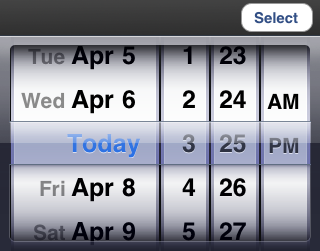 Select
Tue Apr 5 1 23
Wed Apr 6 2 24 AM
Today 3 25 PM
Fri Apr 8 4 26
Sat Apr 9 5 27